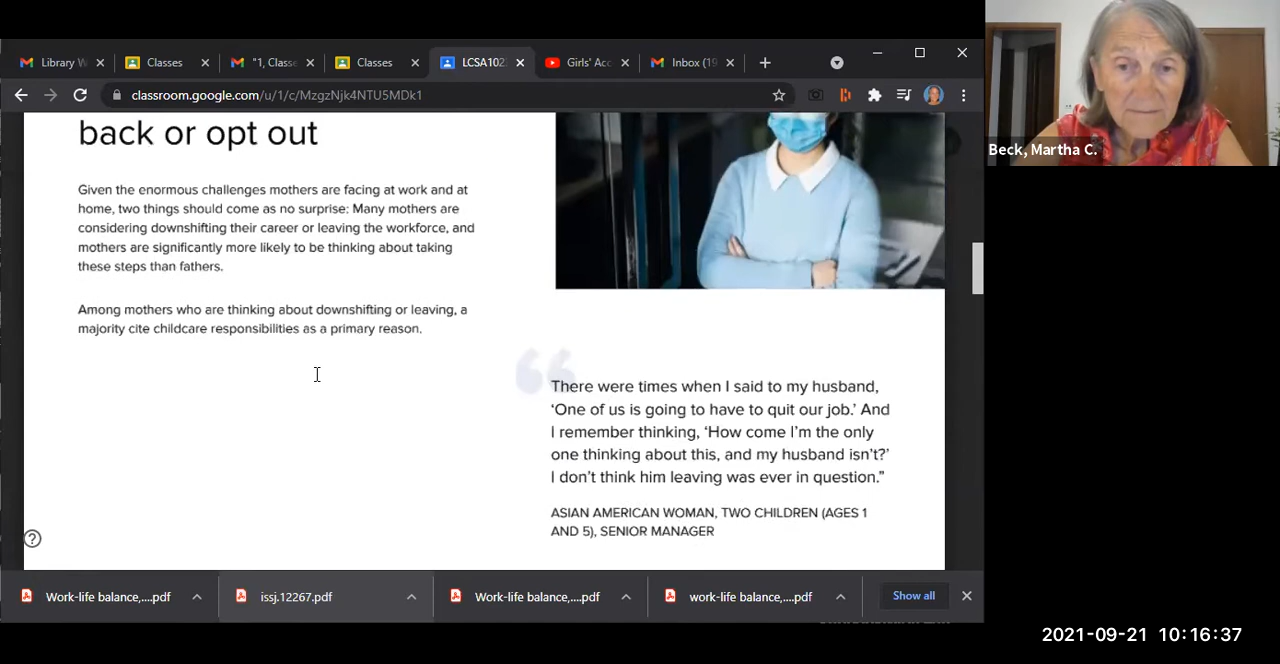 Library W
Classes
"1, Classe
Classes
LCSA102
Girls' Acc
Inbox (19
classroom.google.com/u/1/c/MzgzNjk4NTU5MDk1
Beck, Martha C.
back or opt out
Given the enormous challenges mothers are facing at work and at
home, two things should come as no surprise: Many mothers are
considering downshifting their career or leaving the workforce, and
mothers are significantly more likely to be thinking about taking
these steps than fathers.
Among mothers who are thinking about downshifting or leaving, a
majority cite childcare responsibilities as a primary reason.
There were times when I said to my husband,
‘One of us is going to have to quit our job.’ And
I remember thinking, ‘How come I’m the only
one thinking about this, and my husband isn’t?’
I don’t think him leaving was ever in question.”
ASIAN AMERICAN WOMAN, TWO CHILDREN (AGES 1
AND 5), SENIOR MANAGER
Work-life balance,....pdf
issj.12267.pdf
Work-life balance,....pdf
work-life balance,....pdf
Show all
2021-09-21 10:16:37